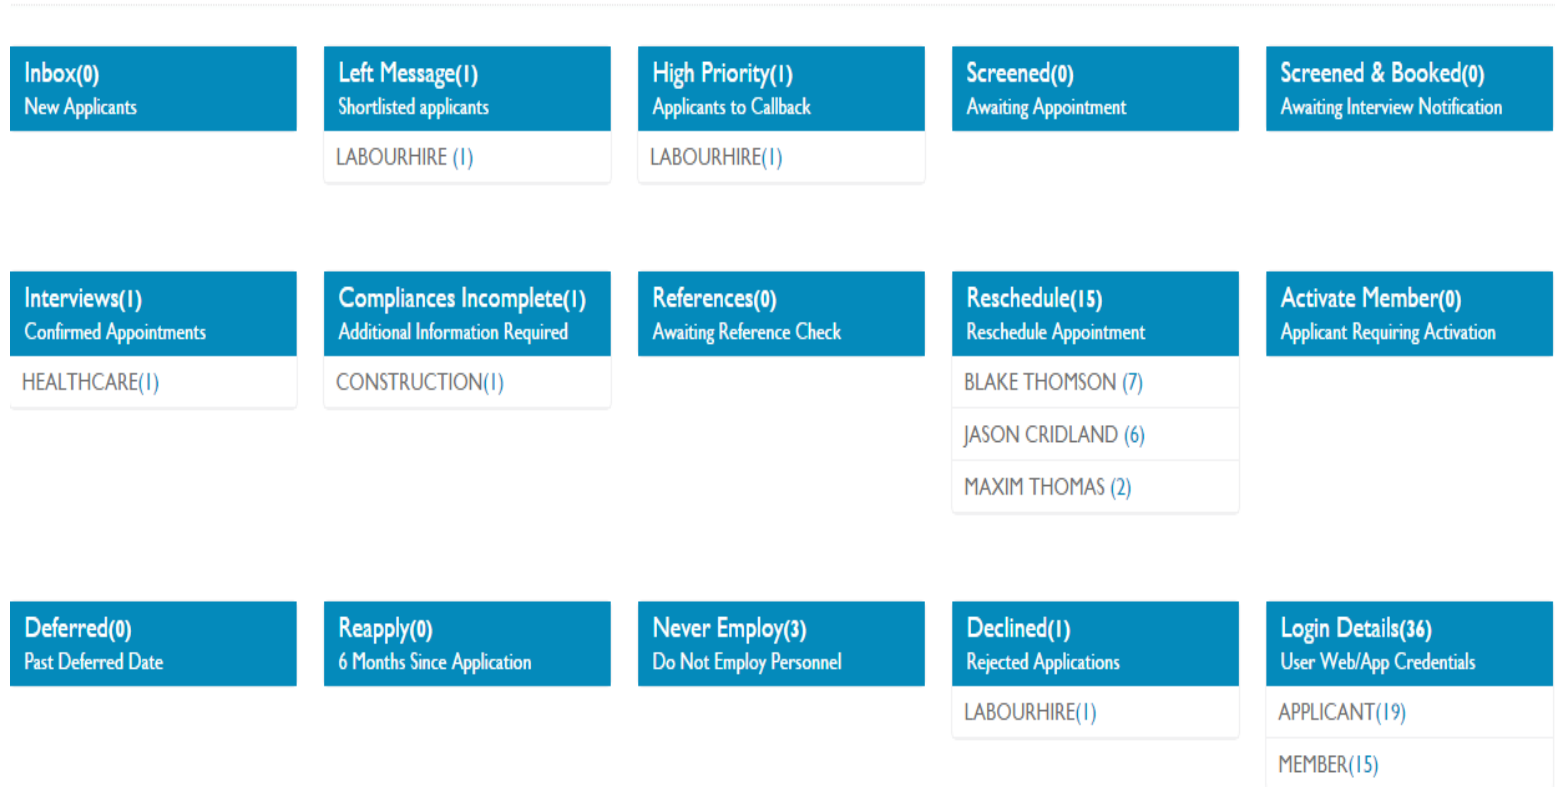 Inbox(0)
New Applicants
Left Message(1)
Shortlisted applicants
LABOURHIRE (1)
High Priority(1)
Applicants to Callback
LABOURHIRE(1)
Screened(0)
Awaiting Appointment
Screened & Booked(0)
Awaiting Interview Notification
Interviews(1)
Confirmed Appointments
HEALTHCARE(1)
Compliances Incomplete(1)
Additional Information Required
CONSTRUCTION(1)
References(0)
Awaiting Reference Check
Reschedule(15)
Reschedule Appointment
BLAKE THOMSON (7)
JASON CRIDLAND (6)
MAXIM THOMAS (2)
Activate Member(0)
Applicant Requiring Activation
Deferred(0)
Past Deferred Date
Reapply(0)
6 Months Since Application
Never Employ(3)
Do Not Employ Personnel
Declined(1)
Rejected Applications
LABOURHIRE(1)
Login Details(36)
User Web/App Credentials
APPLICANT(19)
MEMBER(15)